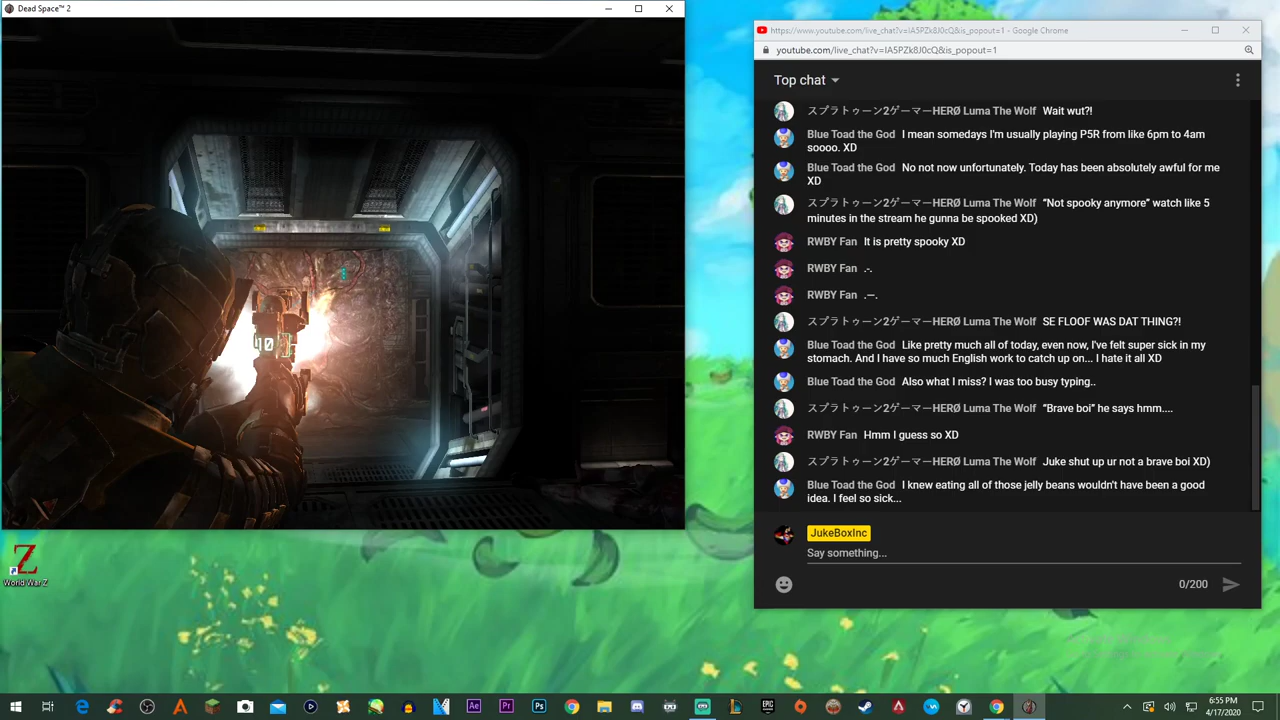 Dead Space™ 2
10
World War Z
https://www.youtube.com/live_chat?v=IA5PZk8J0cQ&is_popout=1 - Google Chrome
youtube.com/live_chat?v=IA5PZk8J0cQ&is_popout=1
Top chat
スプラトゥーン2ゲーマーHERØ Luma The Wolf Wait wut?!
Blue Toad the God I mean somedays I'm usually playing P5R from like 6pm to 4am
soooo. XD
Blue Toad the God No not now unfortunately. Today has been absolutely awful for me
XD
スプラトゥーン2ゲーマーHERØ Luma The Wolf “Not spooky anymore” watch like 5
minutes in the stream he gunna be spooked XD)
RWBY Fan It is pretty spooky XD
RWBY Fan .-.
RWBY Fan .—.
スプラトゥーン2ゲーマーHERØ Luma The Wolf SE FLOOF WAS DAT THING?!
Blue Toad the God Like pretty much all of today, even now, I've felt super sick in my
stomach. And I have so much English work to catch up on... I hate it all XD
Blue Toad the God Also what I miss? I was too busy typing..
スプラトゥーン2ゲーマーHERØ Luma The Wolf “Brave boi” he says hmm....
RWBY Fan Hmm I guess so XD
スプラトゥーン2ゲーマーHERØ Luma The Wolf Juke shut up ur not a brave boi XD)
Blue Toad the God I knew eating all of those jelly beans wouldn't have been a good
idea. I feel so sick...
JukeBoxInc
Say something...
0/200
Ae
Pr
Ps
EPIC
6:55 PM
4/17/2020